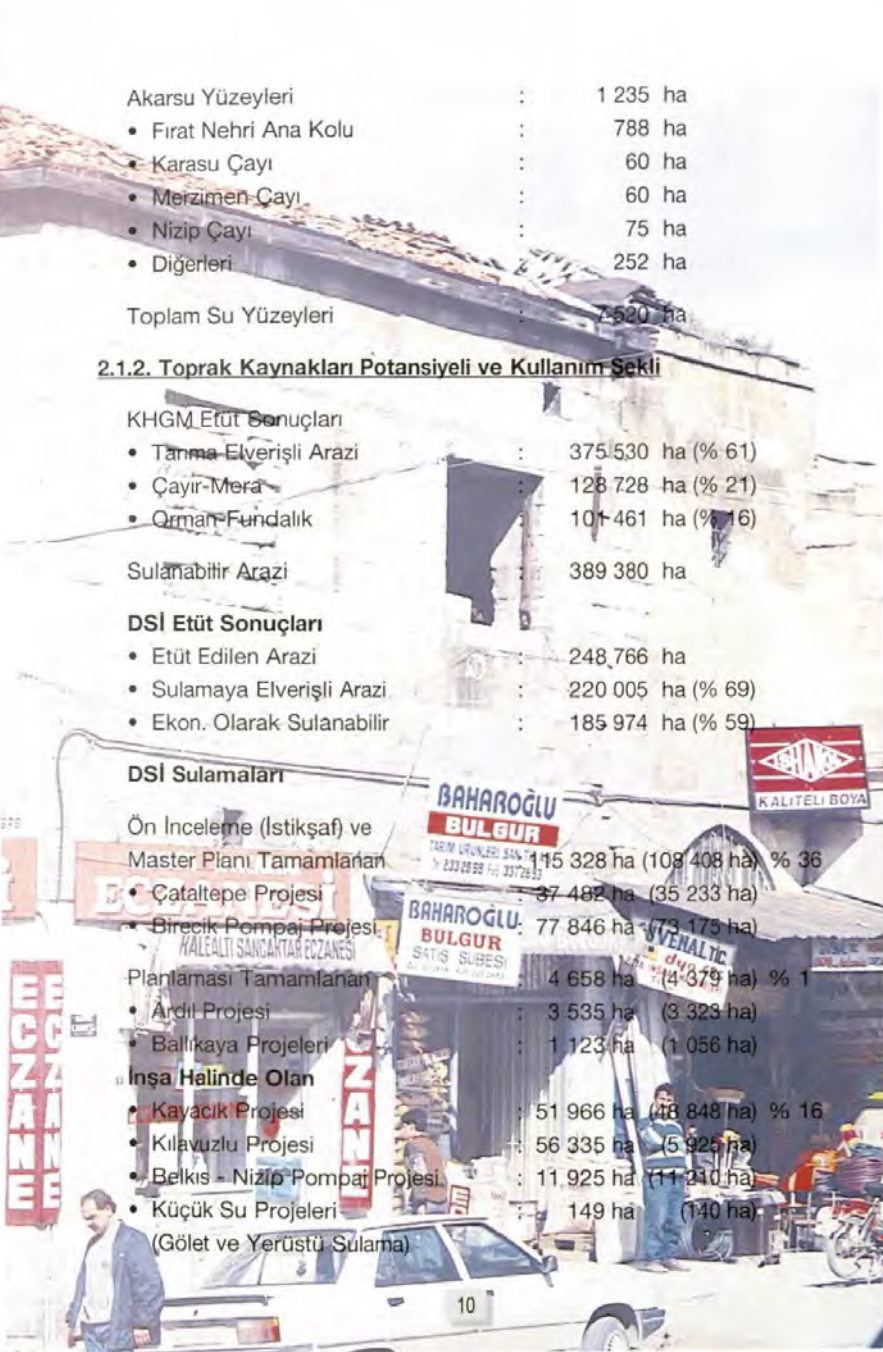 Akarsu Yüzeyleri : 1 235 ha
• Fırat Nehri Ana Kolu : 788 ha
• Karasu Çayı : 60 ha
• Merzimen Çayı : 60 ha
• Nizip Çayı : 75 ha
• Diğerleri : 252 ha
Toplam Su Yüzeyleri : 7 520 ha
2.1.2. Toprak Kaynakları Potansiyeli ve Kullanım Şekli
KHGM Etüt Sonuçları
• Tarıma Elverişli Arazi : 375 530 ha (% 61)
• Çayır-Mera : 128 728 ha (% 21)
• Orman-Fundalık : 101 461 ha (% 16)
Sulanabilir Arazi : 389 380 ha
DSİ Etüt Sonuçları
• Etüt Edilen Arazi : 248 766 ha
• Sulamaya Elverişli Arazi : 220 005 ha (% 69)
• Ekon. Olarak Sulanabilir : 185 974 ha (% 59)
DSİ Sulamaları
Ön İnceleme (İstikşaf) ve
Master Planı Tamamlanan : 115 328 ha (108 408 ha) % 36
• Çataltepe Projesi : 37 482 ha (35 233 ha)
• Birecik Pompaj Projesi : 77 846 ha (73 175 ha)
Planlaması Tamamlanan : 4 658 ha (4 379 ha) % 1
• Ardıl Projesi : 3 535 ha (3 323 ha)
• Ballıkaya Projeleri : 1 123 ha (1 056 ha)
İnşa Halinde Olan
• Kayacık Projesi : 51 966 ha (48 848 ha) % 16
• Kılavuzlu Projesi : 56 335 ha (5 925 ha)
• Belkıs - Nizip Pompaj Projesi : 11 925 ha (11 210 ha)
• Küçük Su Projeleri : 149 ha (140 ha)
(Gölet ve Yerüstü Sulama)
10
KALİTELİ BOYA
BAHAROĞLU
BULGUR
ECZANESİ
BAHAROĞLU
BULGUR
SATIŞ ŞUBESİ
KALEALTI SANCAKTAR ECZANESİ
GÜVENAL TİC.
ECZANE
ECZANE